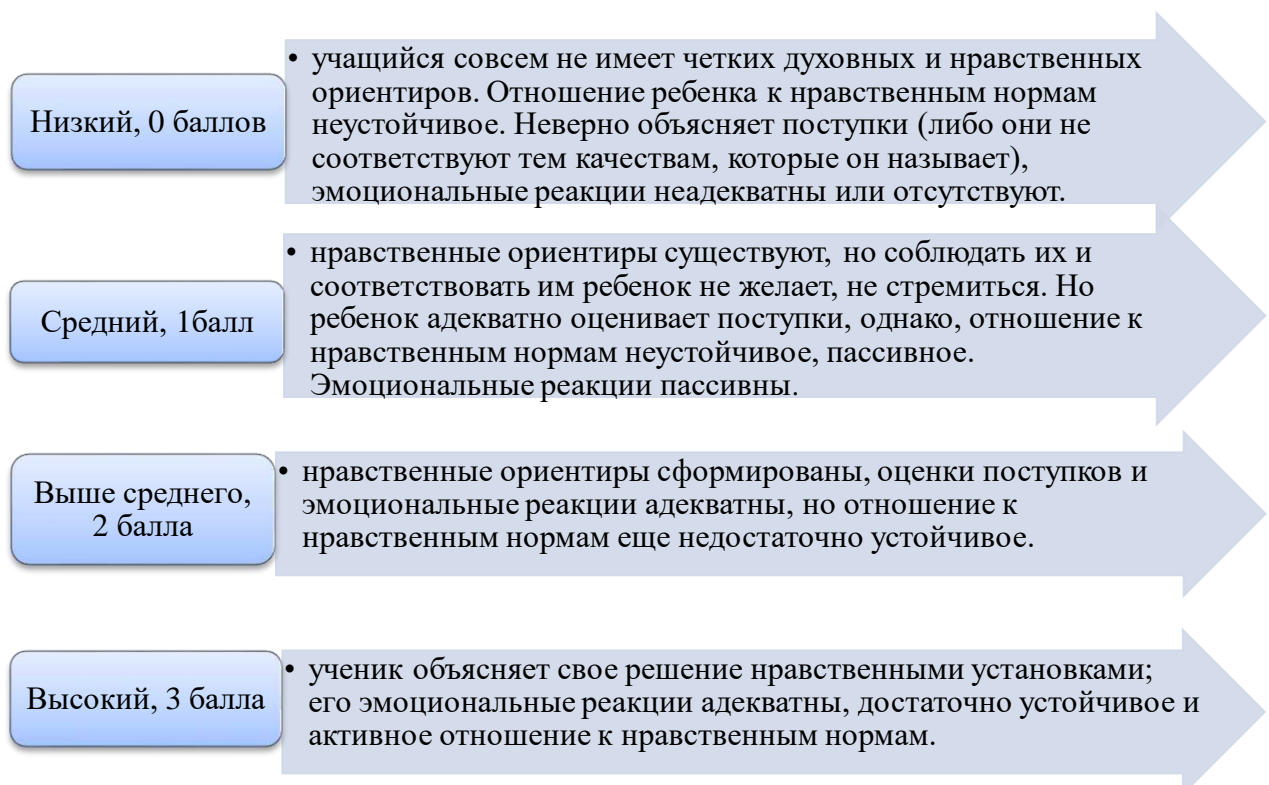 Низкий, 0 баллов
• учащийся совсем не имеет четких духовных и нравственных
ориентиров. Отношение ребенка к нравственным нормам
неустойчивое. Неверно объясняет поступки (либо они не
соответствуют тем качествам, которые он называет),
эмоциональные реакции неадекватны или отсутствуют.
Средний, 1балл
• нравственные ориентиры существуют, но соблюдать их и
соответствовать им ребенок не желает, не стремиться. Но
ребенок адекватно оценивает поступки, однако, отношение к
нравственным нормам неустойчивое, пассивное.
Эмоциональные реакции пассивны.
Выше среднего,
2 балла
• нравственные ориентиры сформированы, оценки поступков и
эмоциональные реакции адекватны, но отношение к
нравственным нормам еще недостаточно устойчивое.
Высокий, 3 балла
• ученик объясняет свое решение нравственными установками;
его эмоциональные реакции адекватны, достаточно устойчивое и
активное отношение к нравственным нормам.